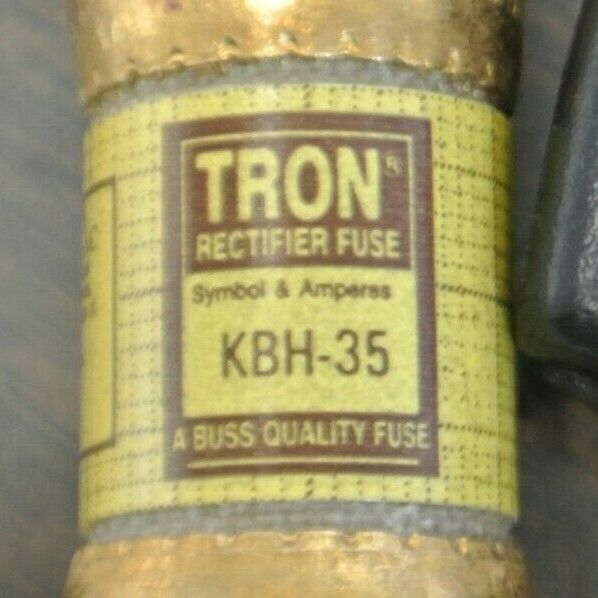 TRON®
RECTIFIER FUSE
Symbol & Amperes
KBH-35
A BUSS QUALITY FUSE